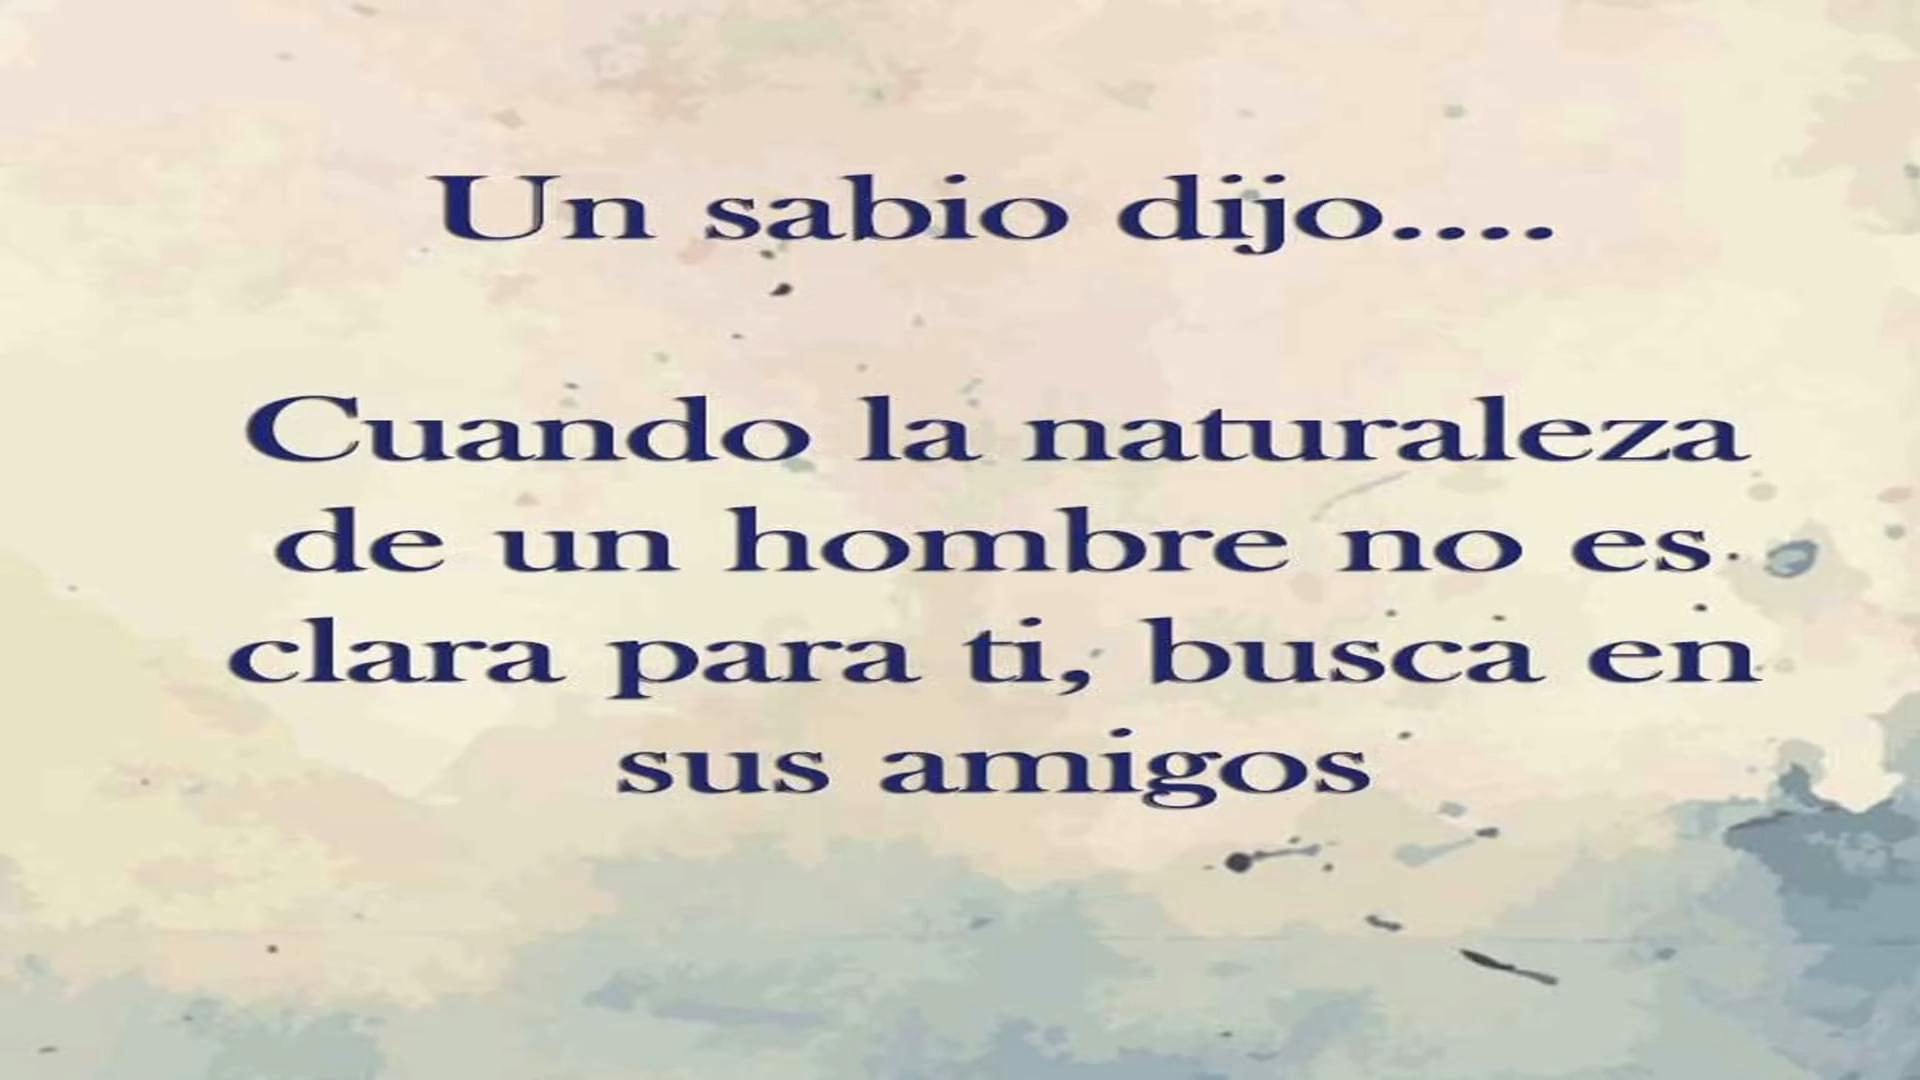 Un sabio dijo....
Cuando la naturaleza
de un hombre no es
clara para ti, busca en
sus amigos